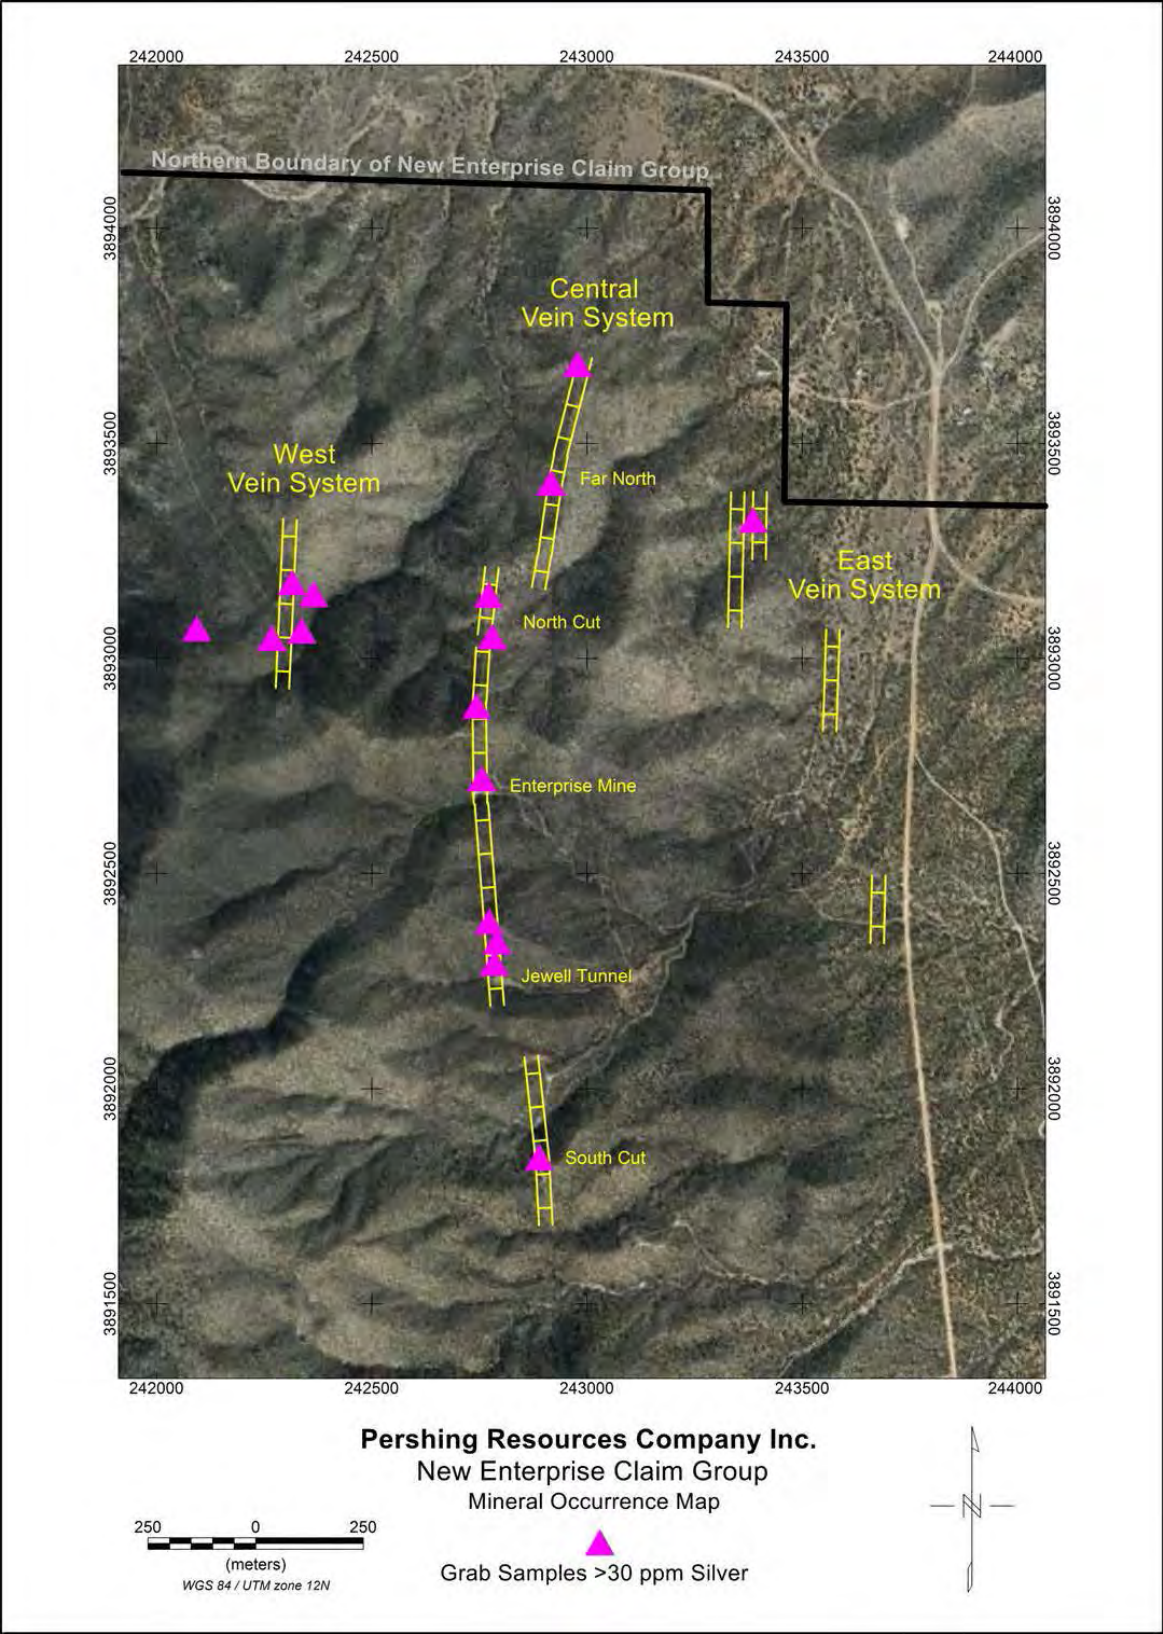 242000 242500 243000 243500 244000
Northern Boundary of New Enterprise Claim Group
3894000
3894000
Central
Vein System
3893500
3893500
West
Vein System
Far North
East
Vein System
North Cut
3893000
3893000
Enterprise Mine
3892500
3892500
Jewell Tunnel
3892000
3892000
South Cut
3891500
3891500
242000 242500 243000 243500 244000
Pershing Resources Company Inc.
New Enterprise Claim Group
Mineral Occurrence Map
250 0 250
(meters)
WGS 84 / UTM zone 12N
N
Grab Samples >30 ppm Silver